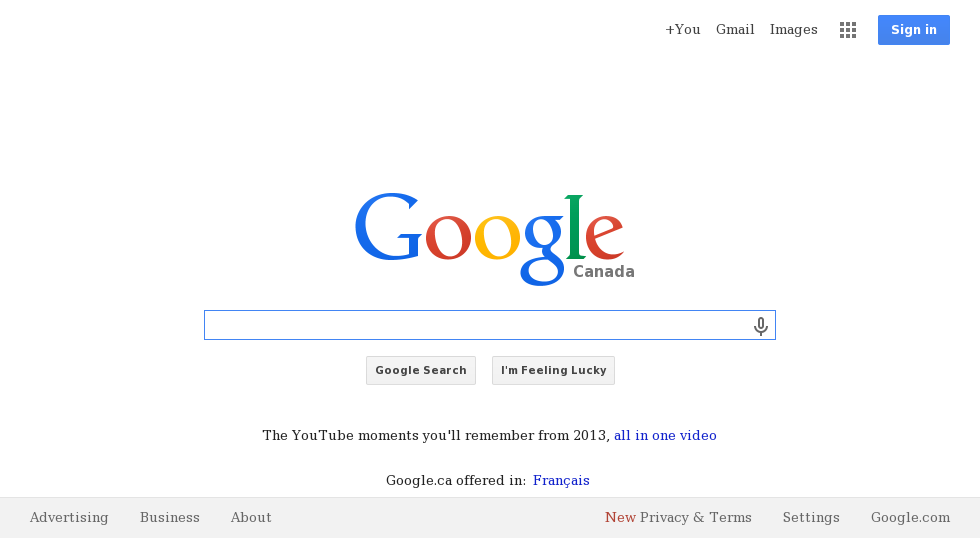 +You Gmail Images Sign in
Google
Canada
Google Search I'm Feeling Lucky
The YouTube moments you'll remember from 2013, all in one video
Google.ca offered in: Français
Advertising Business About New Privacy & Terms Settings Google.com